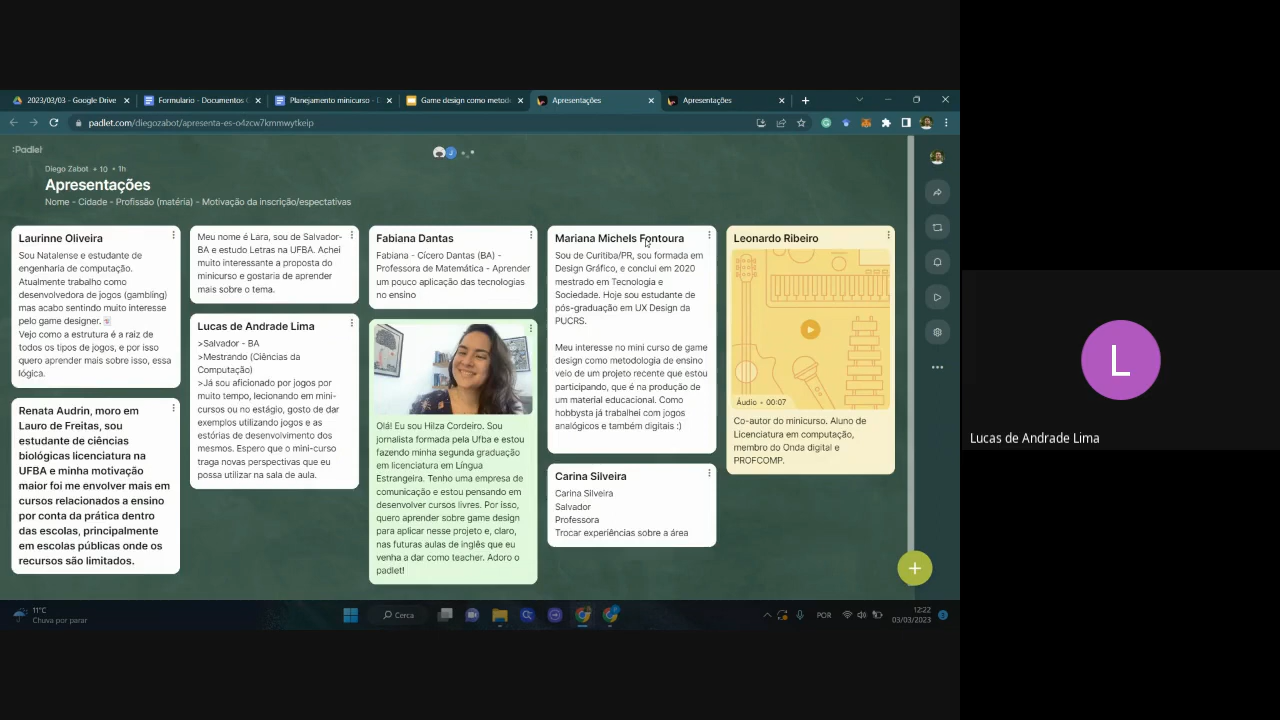 2023/03/03 - Google Drive
Formulario - Documentos
Planejamento minicurso -
Game design como metod
Apresentações
Apresentações
padlet.com/diegozabot/apresenta-es-o4zcw7kmmwytkeip
:Padlet
Diego Zabot + 10 • 1h
Apresentações
Nome - Cidade - Profissão (matéria) - Motivação da inscrição/espectativas
Laurinne Oliveira
Sou Natalense e estudante de
engenharia de computação.
Atualmente trabalho como
desenvolvedora de jogos (gambling)
mas acabo sentindo muito interesse
pelo game designer.
Vejo como a estrutura é a raiz de
todos os tipos de jogos, e por isso
quero aprender mais sobre isso, essa
lógica.
Renata Audrin, moro em
Lauro de Freitas, sou
estudante de ciências
biológicas licenciatura na
UFBA e minha motivação
maior foi me envolver mais em
cursos relacionados a ensino
por conta da prática dentro
das escolas, principalmente
em escolas públicas onde os
recursos são limitados.
Meu nome é Lara, sou de Salvador-
BA e estudo Letras na UFBA. Achei
muito interessante a proposta do
minicurso e gostaria de aprender
mais sobre o tema.
Lucas de Andrade Lima
>Salvador - BA
>Mestrando (Ciências da
Computação)
>Já sou aficionado por jogos por
muito tempo, lecionando em mini-
cursos ou no estágio, gosto de dar
exemplos utilizando jogos e as
estórias de desenvolvimento dos
mesmos. Espero que o mini-curso
traga novas perspectivas que eu
possa utilizar na sala de aula.
Fabiana Dantas
Fabiana - Cícero Dantas (BA) -
Professora de Matemática - Aprender
um pouco aplicação das tecnologias
no ensino
Olá! Eu sou Hilza Cordeiro. Sou
jornalista formada pela Ufba e estou
fazendo minha segunda graduação
em licenciatura em Língua
Estrangeira. Tenho uma empresa de
comunicação e estou pensando em
desenvolver cursos livres. Por isso,
quero aprender sobre game design
para aplicar nesse projeto e, claro,
nas futuras aulas de inglês que eu
venha a dar como teacher. Adoro o
padlet!
Mariana Michels Fontoura
Sou de Curitiba/PR, sou formada em
Design Gráfico, e conclui em 2020
mestrado em Tecnologia e
Sociedade. Hoje sou estudante de
pós-graduação em UX Design da
PUCRS.
Meu interesse no mini curso de game
design como metodologia de ensino
veio de um projeto recente que estou
participando, que é na produção de
um material educacional. Como
hobbysta já trabalhei com jogos
analógicos e também digitais :)
Carina Silveira
Carina Silveira
Salvador
Professora
Trocar experiências sobre a área
Leonardo Ribeiro
Áudio • 00:07
Co-autor do minicurso. Aluno de
Licenciatura em computação,
membro do Onda digital e
PROFCOMP.
L
Lucas de Andrade Lima
11°C
Chuva por parar
Cerca
POR
12:22
03/03/2023